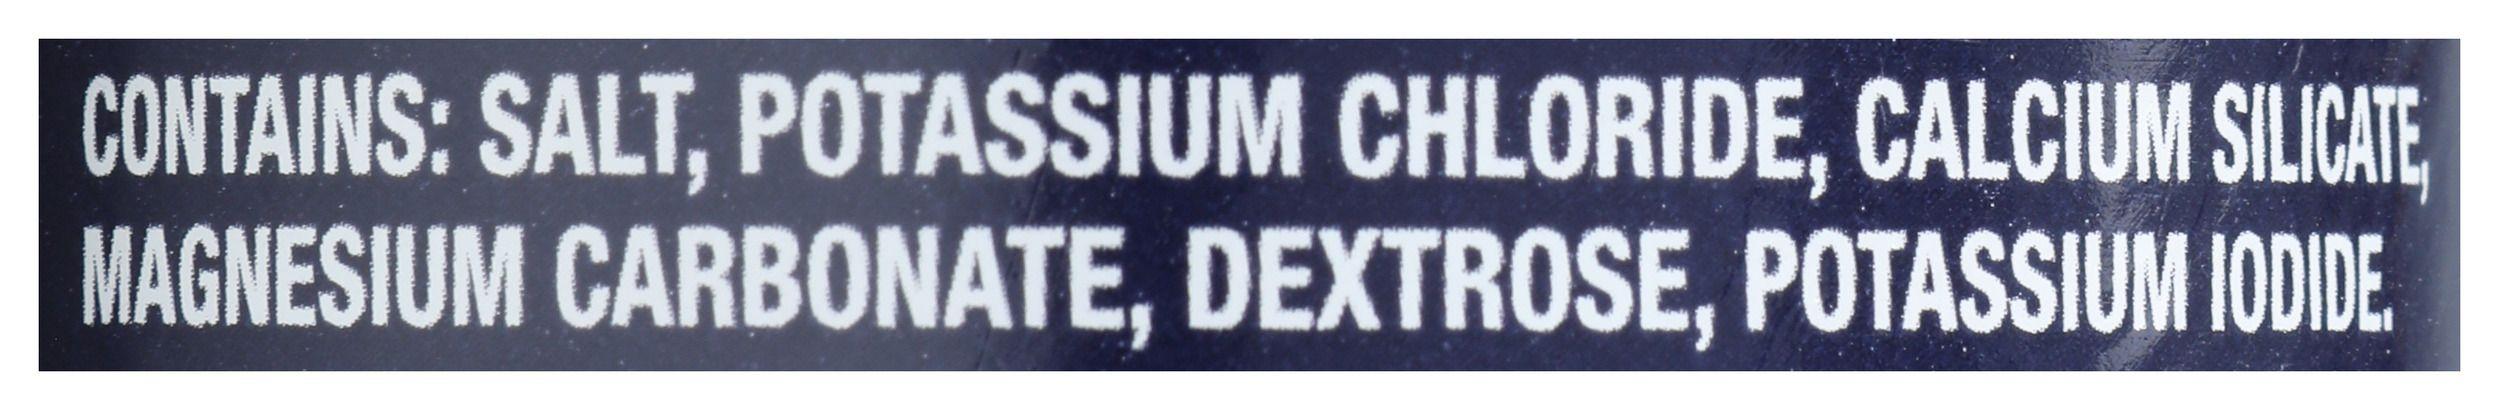 CONTAINS: SALT, POTASSIUM CHLORIDE, CALCIUM SILICATE,
MAGNESIUM CARBONATE, DEXTROSE, POTASSIUM IODIDE.